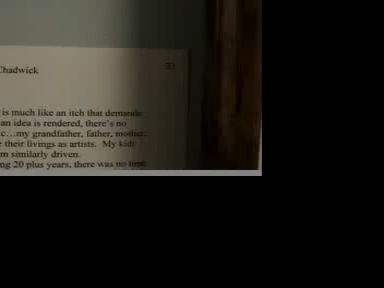 Chadwick
is much like an itch that demands
an idea is rendered, there's no
c…my grandfather, father, mother,
e their livings as artists. My kids
m similarly driven.
ng 20 plus years, there was no time